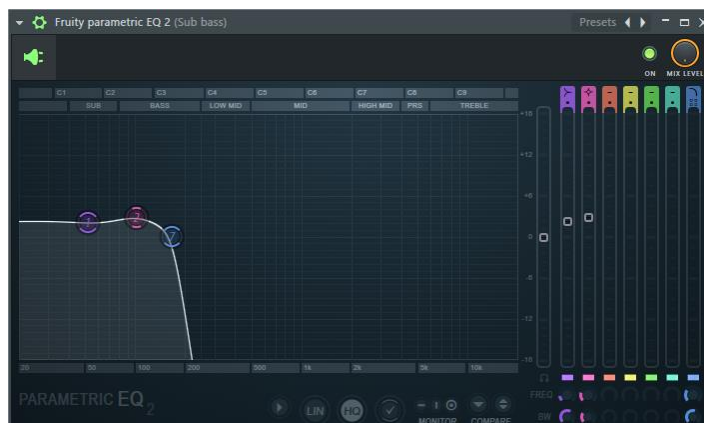 Fruity parametric EQ 2 (Sub bass)
Presets
ON MIX LEVEL
C1 C2 C3 C4 C5 C6 C7 C8 C9
SUB BASS LOW MID MID HIGH MID PRS TREBLE
+18
+12
+6
0
-6
-12
-18
1 2 7
20 50 100 200 500 1k 2k 5k 10k
PARAMETRIC EQ 2
LIN HQ
MONITOR COMPARE
FREQ
BW